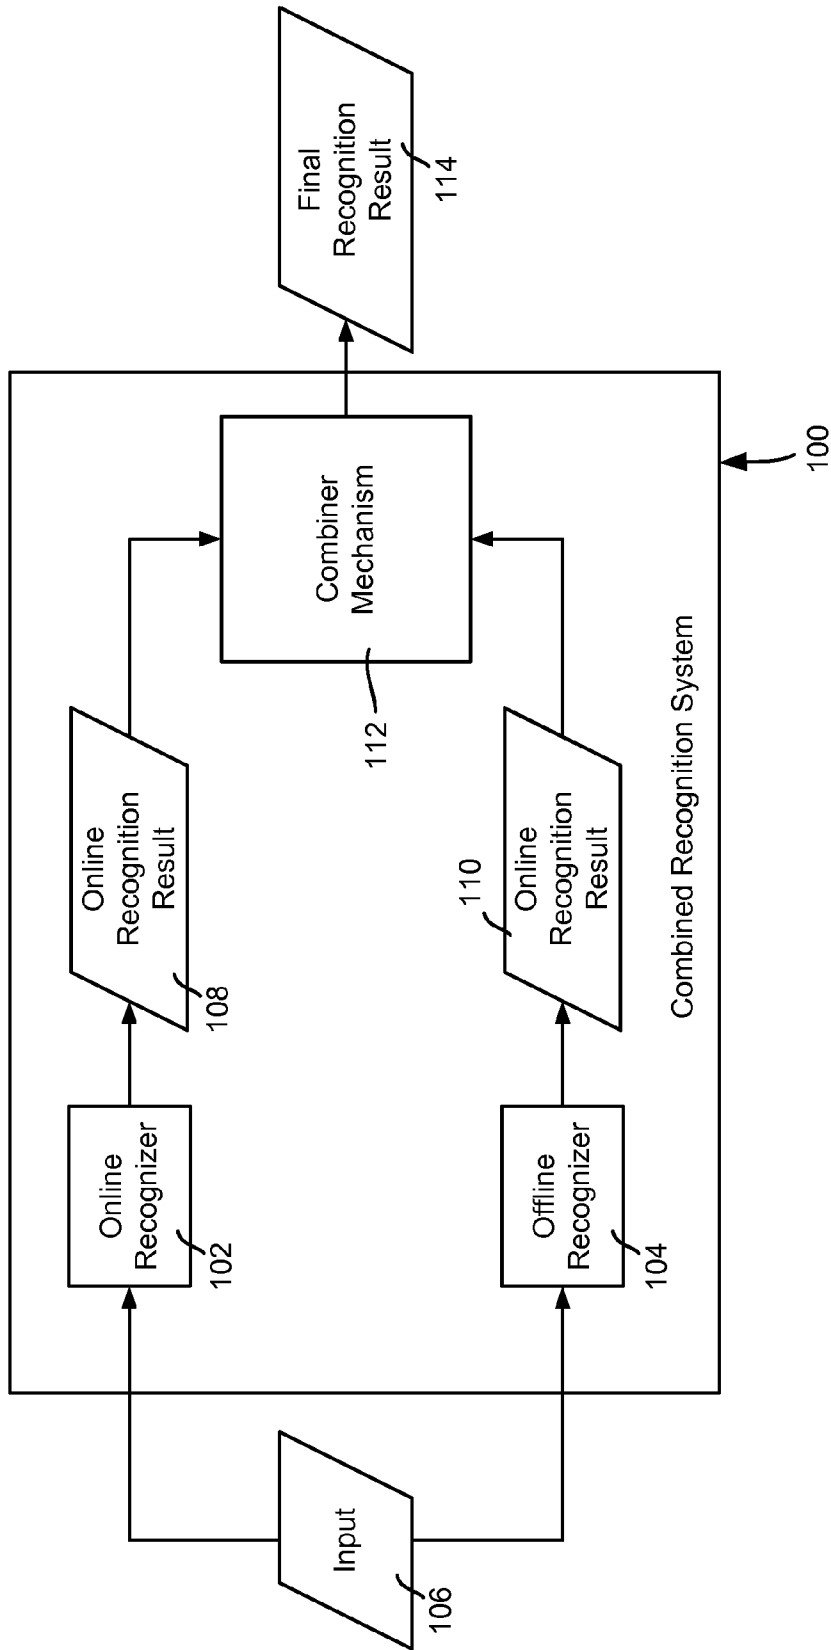 Input
106
Online
Recognizer
102
Offline
Recognizer
104
Online
Recognition
Result
108
Online
Recognition
Result
110
Combiner
Mechanism
112
Combined Recognition System
100
Final
Recognition
Result
114